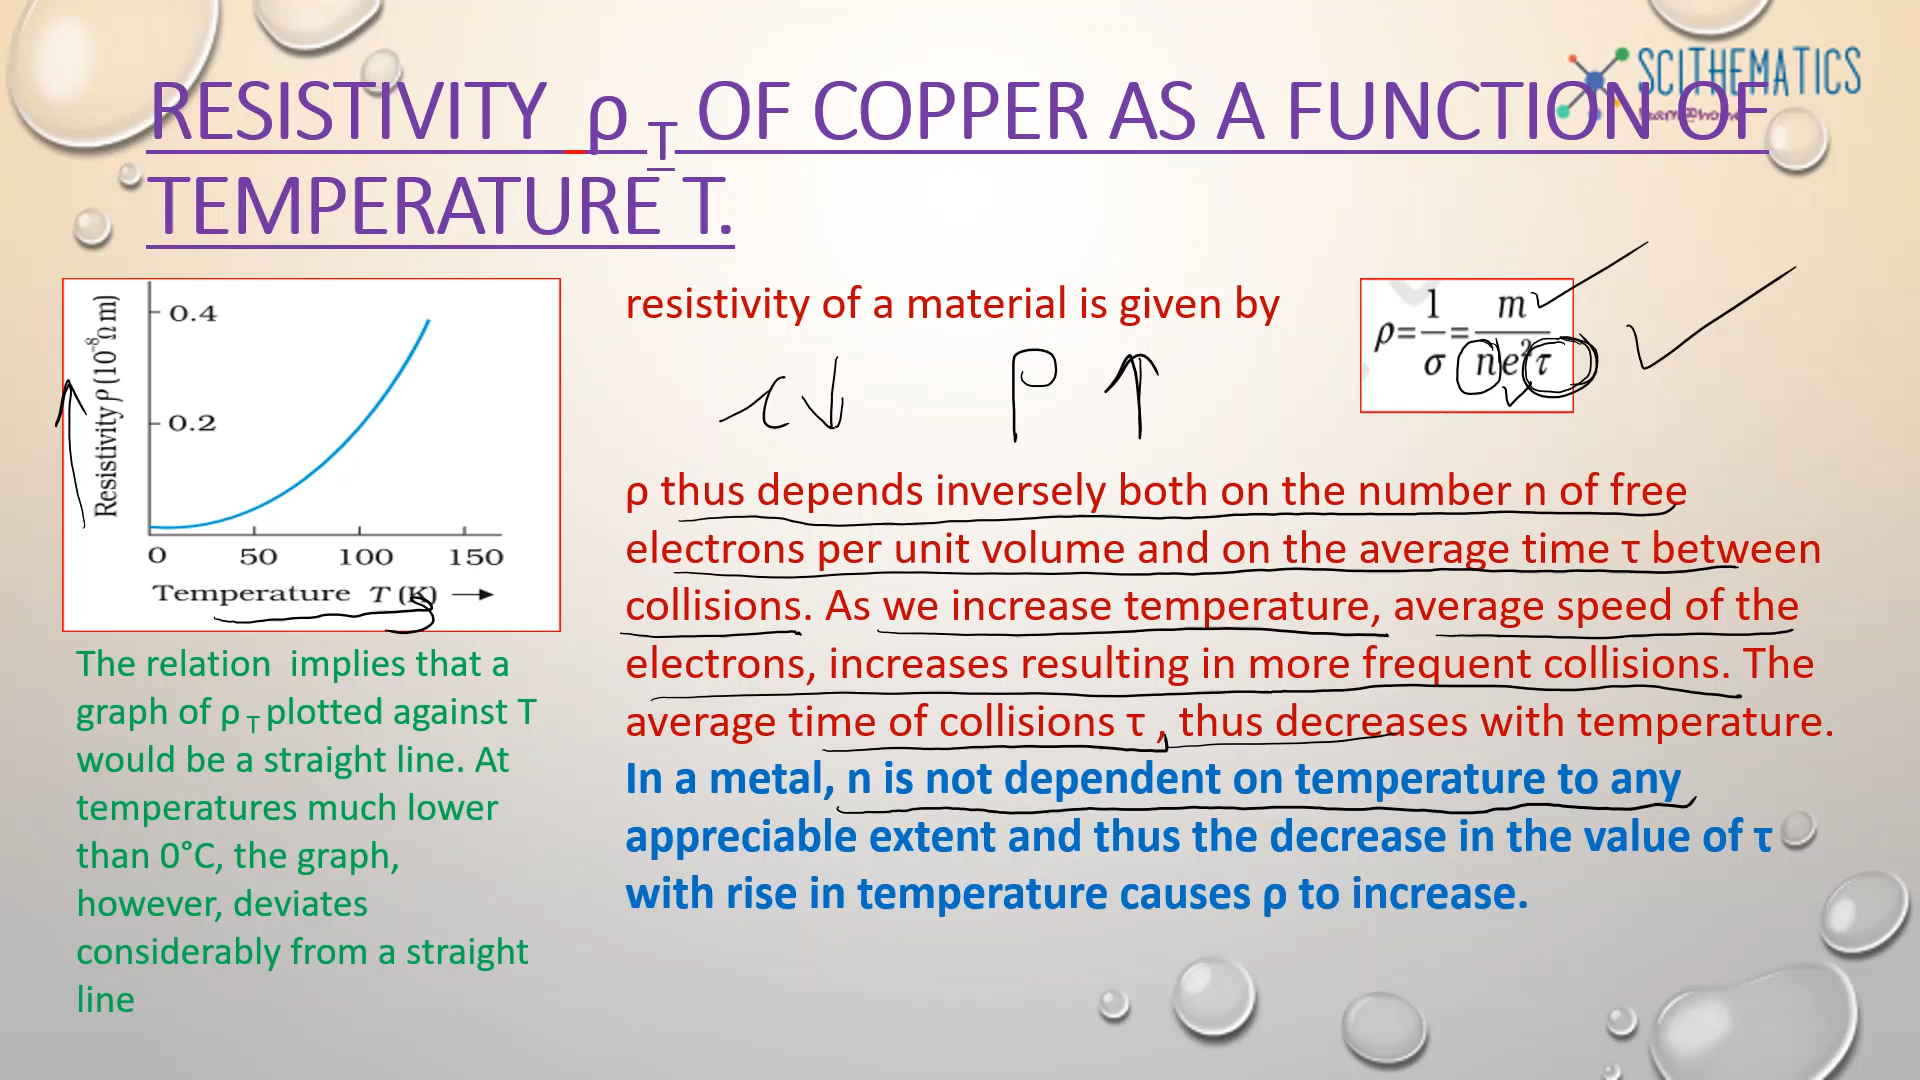 SCITHEMATICS
RESISTIVITY ρ T OF COPPER AS A FUNCTION OF
TEMPERATURE T.
Resistivity ρ (10⁻⁸ Ω m)
0.4
0.2
0 50 100 150
Temperature T (K)
The relation implies that a
graph of ρ T plotted against T
would be a straight line. At
temperatures much lower
than 0°C, the graph,
however, deviates
considerably from a straight
line
resistivity of a material is given by
ρ = 1/σ = m/(n e² τ)
τ↓ ρ↑
ρ thus depends inversely both on the number n of free
electrons per unit volume and on the average time τ between
collisions. As we increase temperature, average speed of the
electrons, increases resulting in more frequent collisions. The
average time of collisions τ , thus decreases with temperature.
In a metal, n is not dependent on temperature to any
appreciable extent and thus the decrease in the value of τ
with rise in temperature causes ρ to increase.